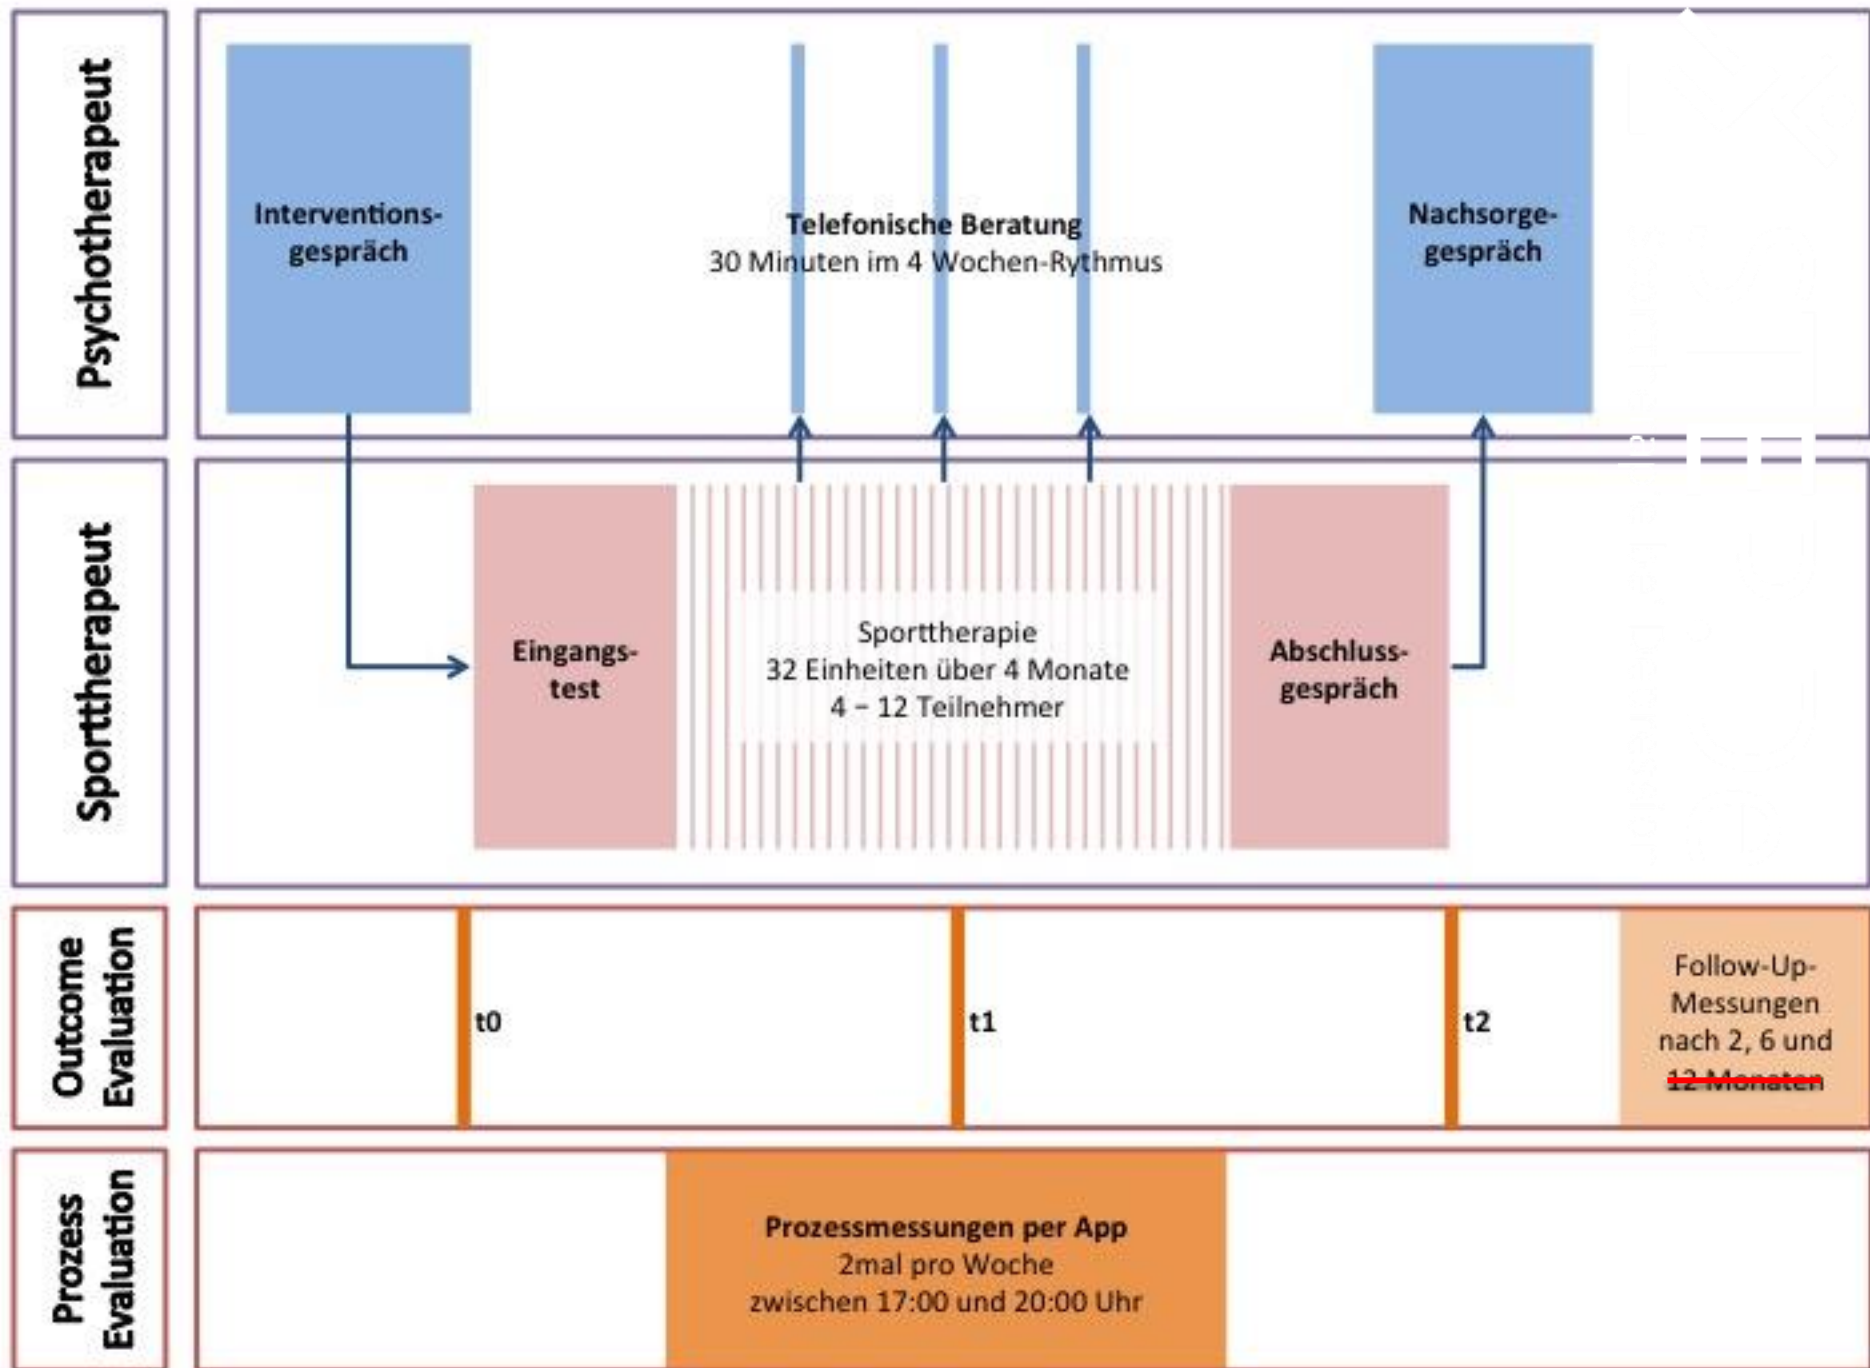 Psychotherapeut
Interventions-
gespräch
Telefonische Beratung
30 Minuten im 4 Wochen-Rythmus
Nachsorge-
gespräch
Sporttherapeut
Eingangs-
test
Sporttherapie
32 Einheiten über 4 Monate
4 – 12 Teilnehmer
Abschluss-
gespräch
Outcome
Evaluation
t0
t1
t2
Follow-Up-
Messungen
nach 2, 6 und
12 Monaten
Prozess
Evaluation
Prozessmessungen per App
2mal pro Woche
zwischen 17:00 und 20:00 Uhr